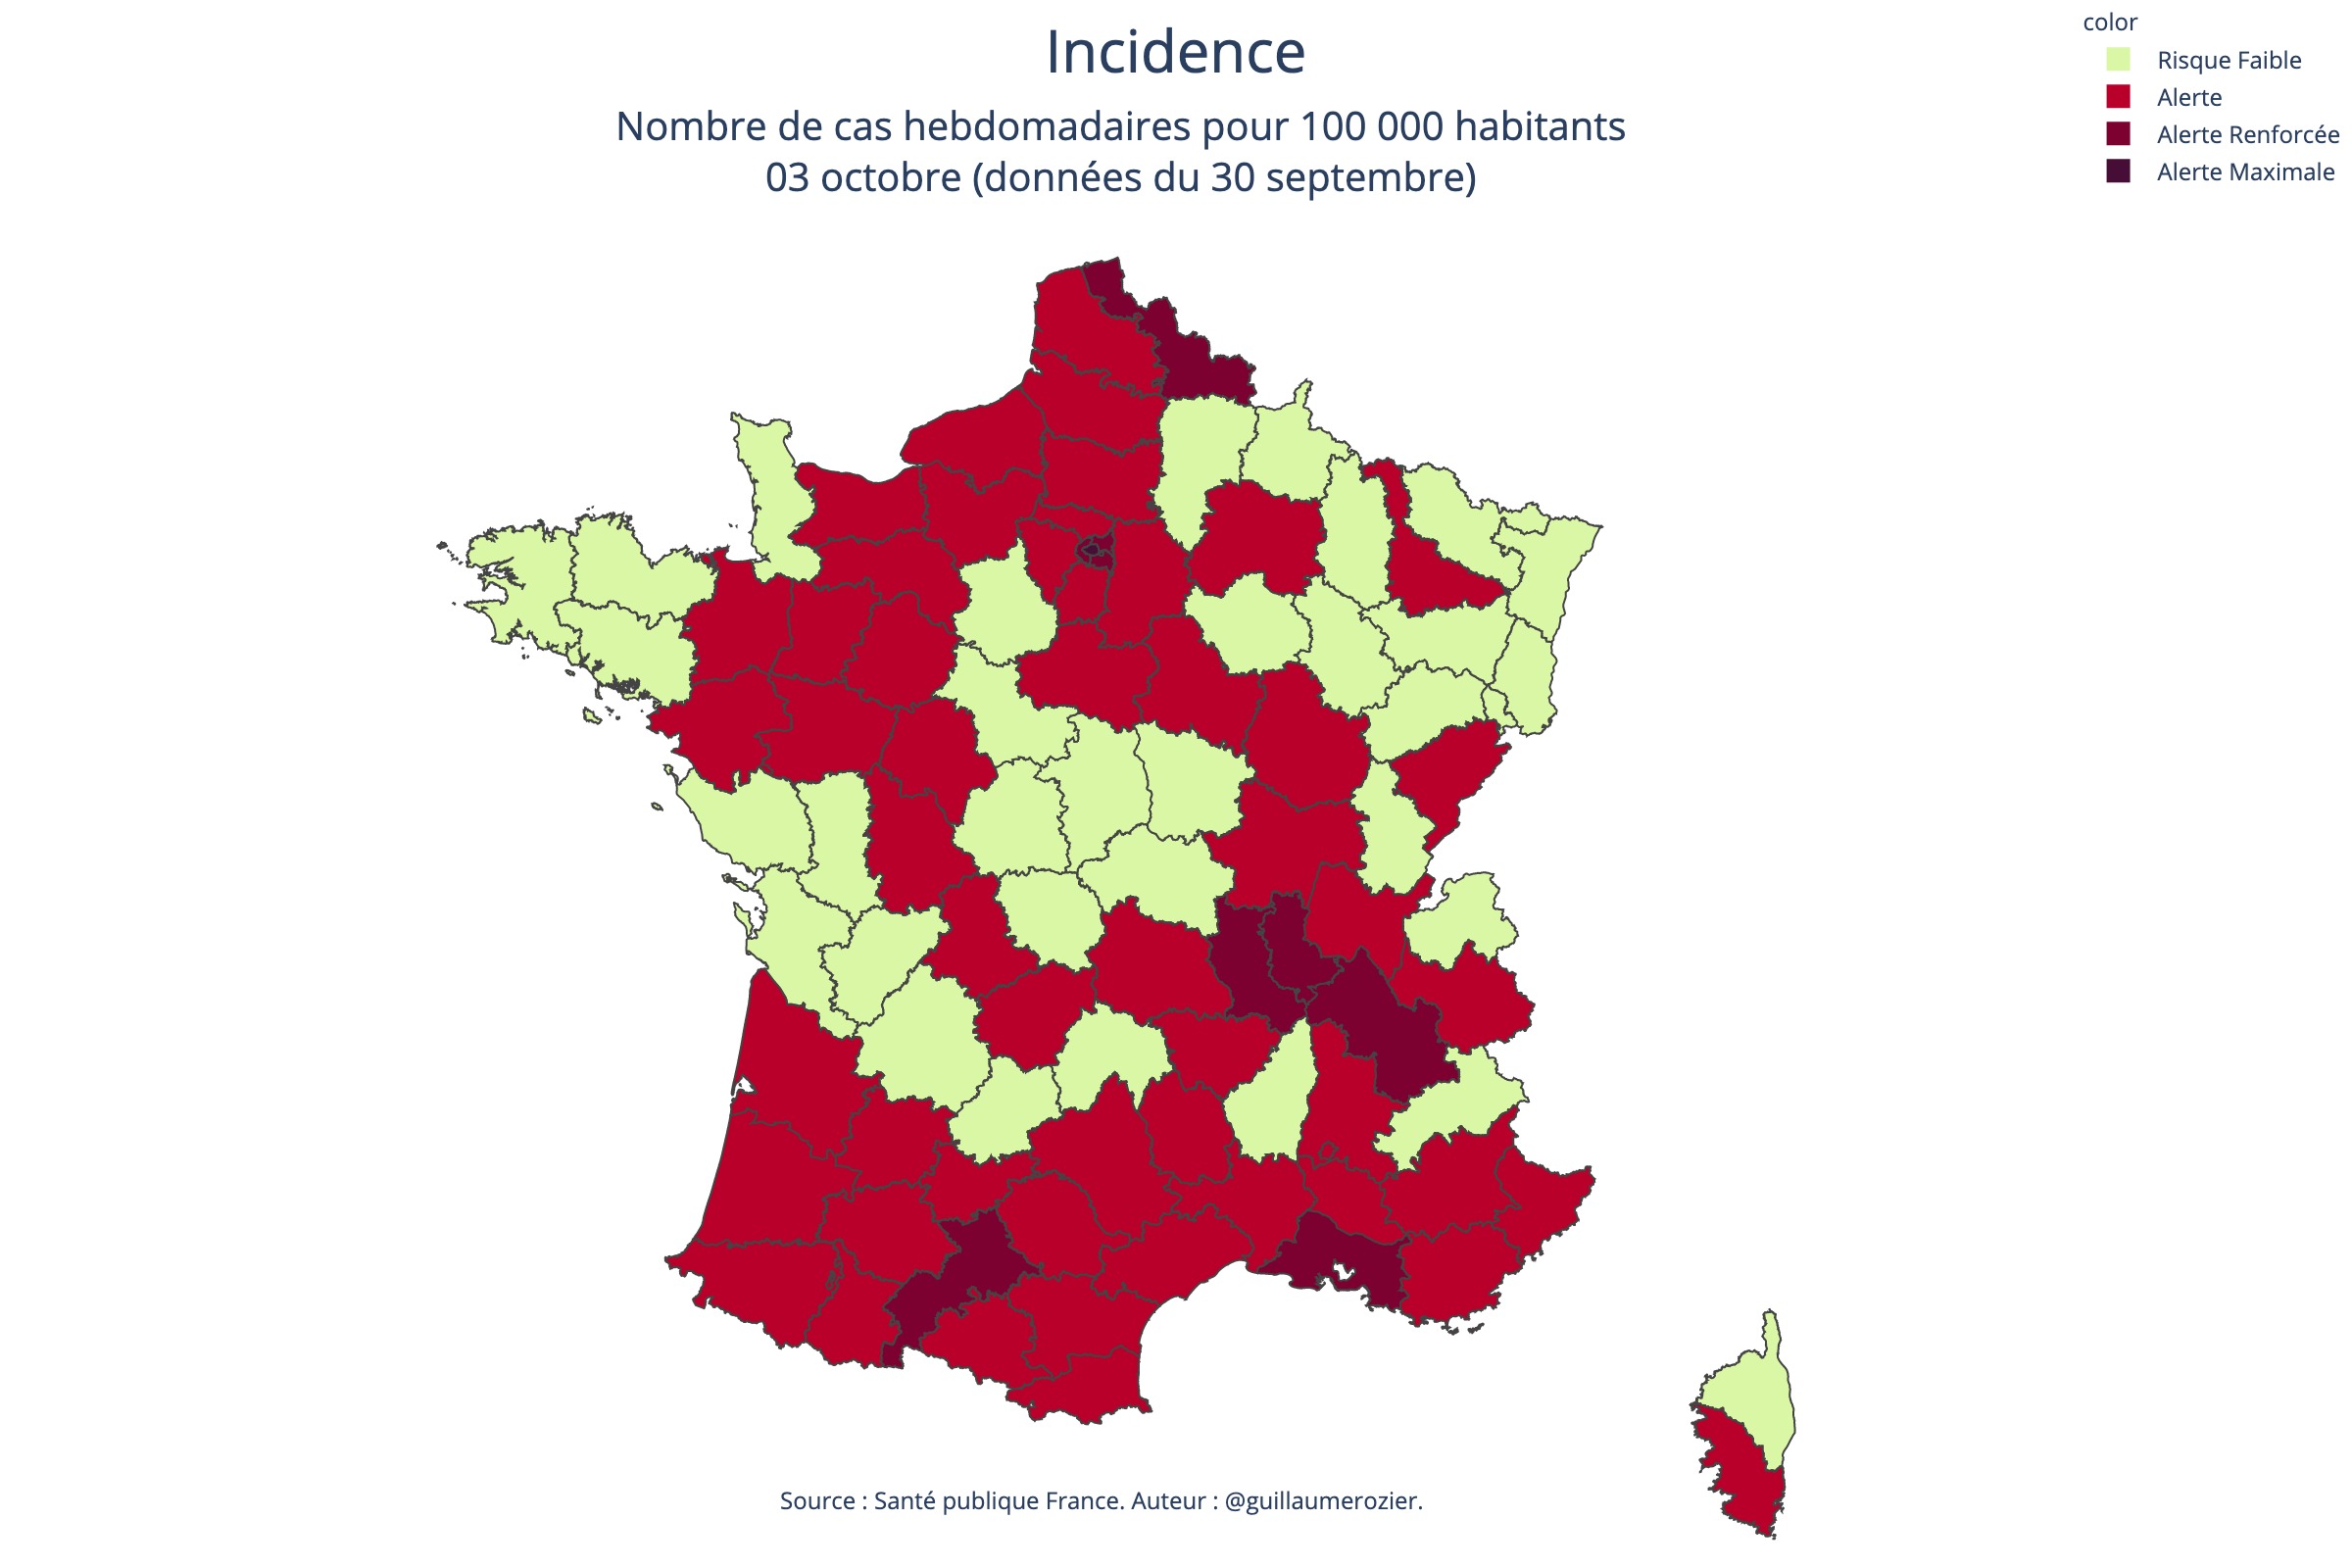 Incidence
Nombre de cas hebdomadaires pour 100 000 habitants
03 octobre (données du 30 septembre)
color
Risque Faible
Alerte
Alerte Renforcée
Alerte Maximale
Source : Santé publique France. Auteur : @guillaumerozier.